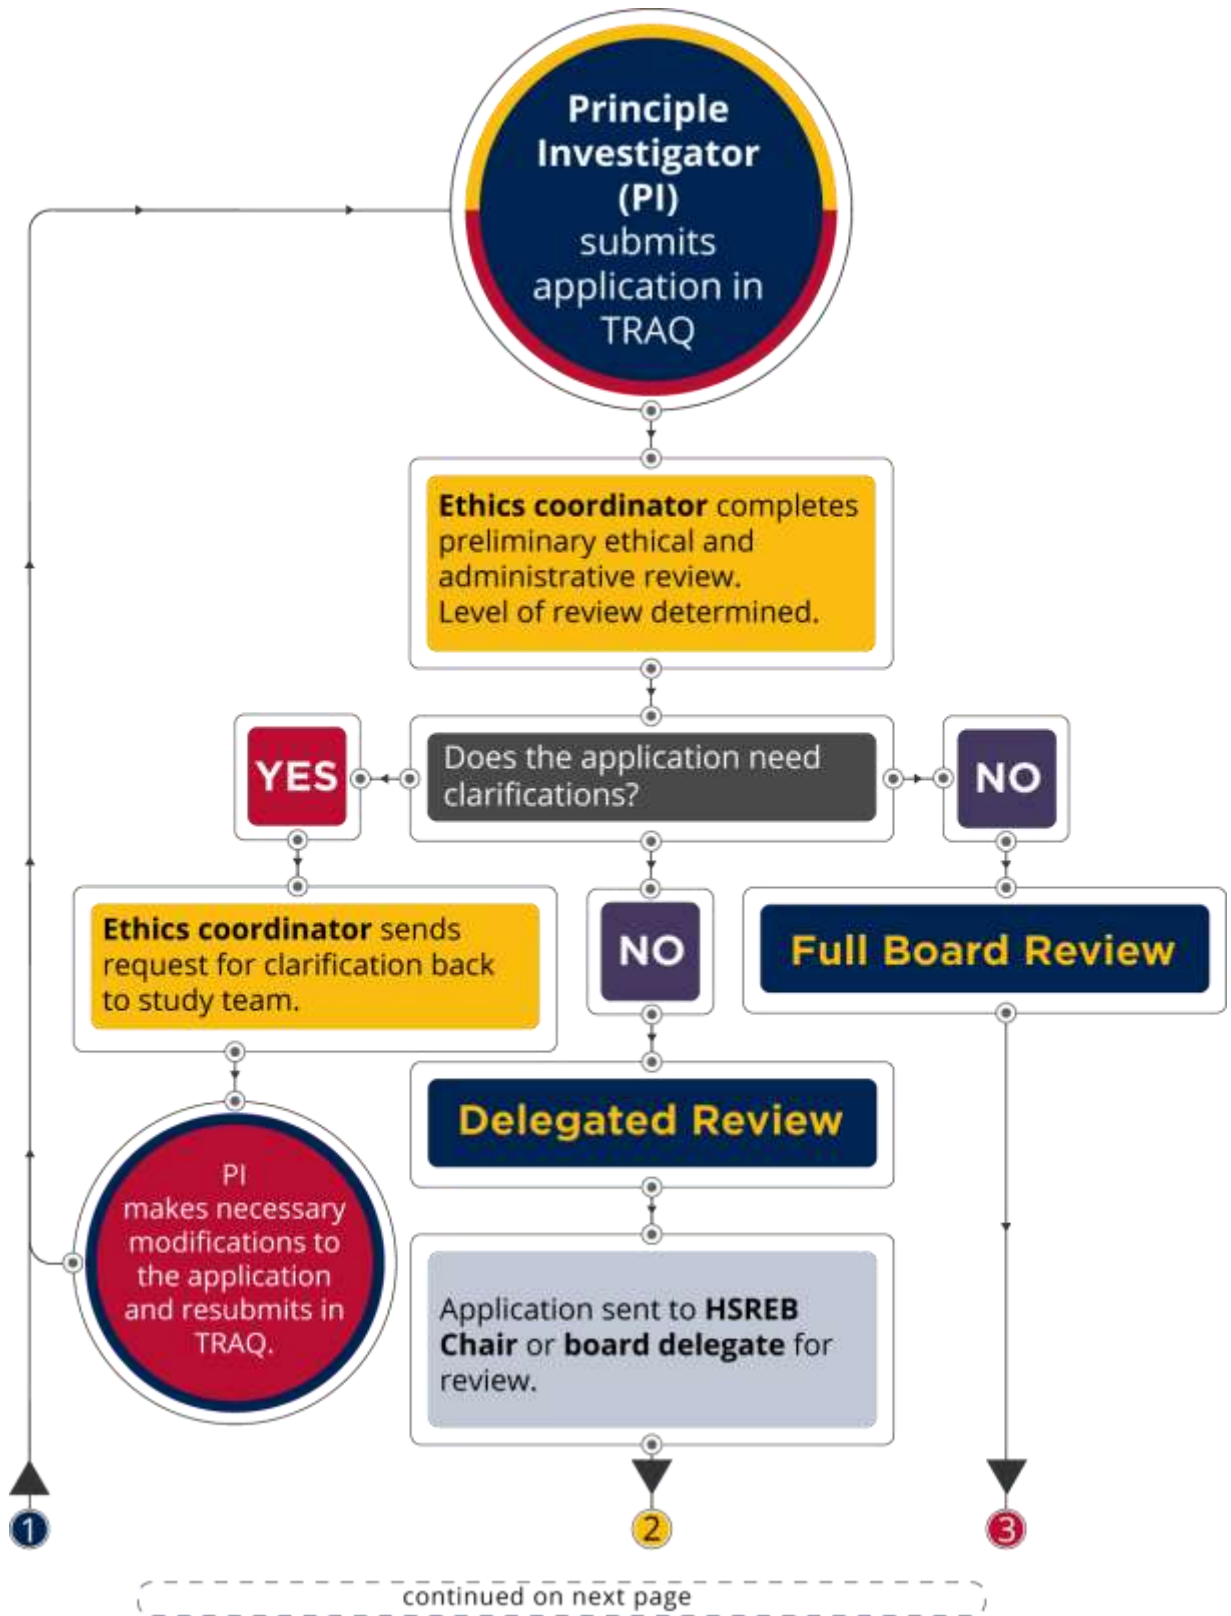 Principle
Investigator
(PI)
submits
application in
TRAQ
Ethics coordinator completes
preliminary ethical and
administrative review.
Level of review determined.
Does the application need
clarifications?
YES
NO
Ethics coordinator sends
request for clarification back
to study team.
NO
Full Board Review
Delegated Review
PI
makes necessary
modifications to
the application
and resubmits in
TRAQ.
Application sent to HSREB
Chair or board delegate for
review.
1
2
3
continued on next page